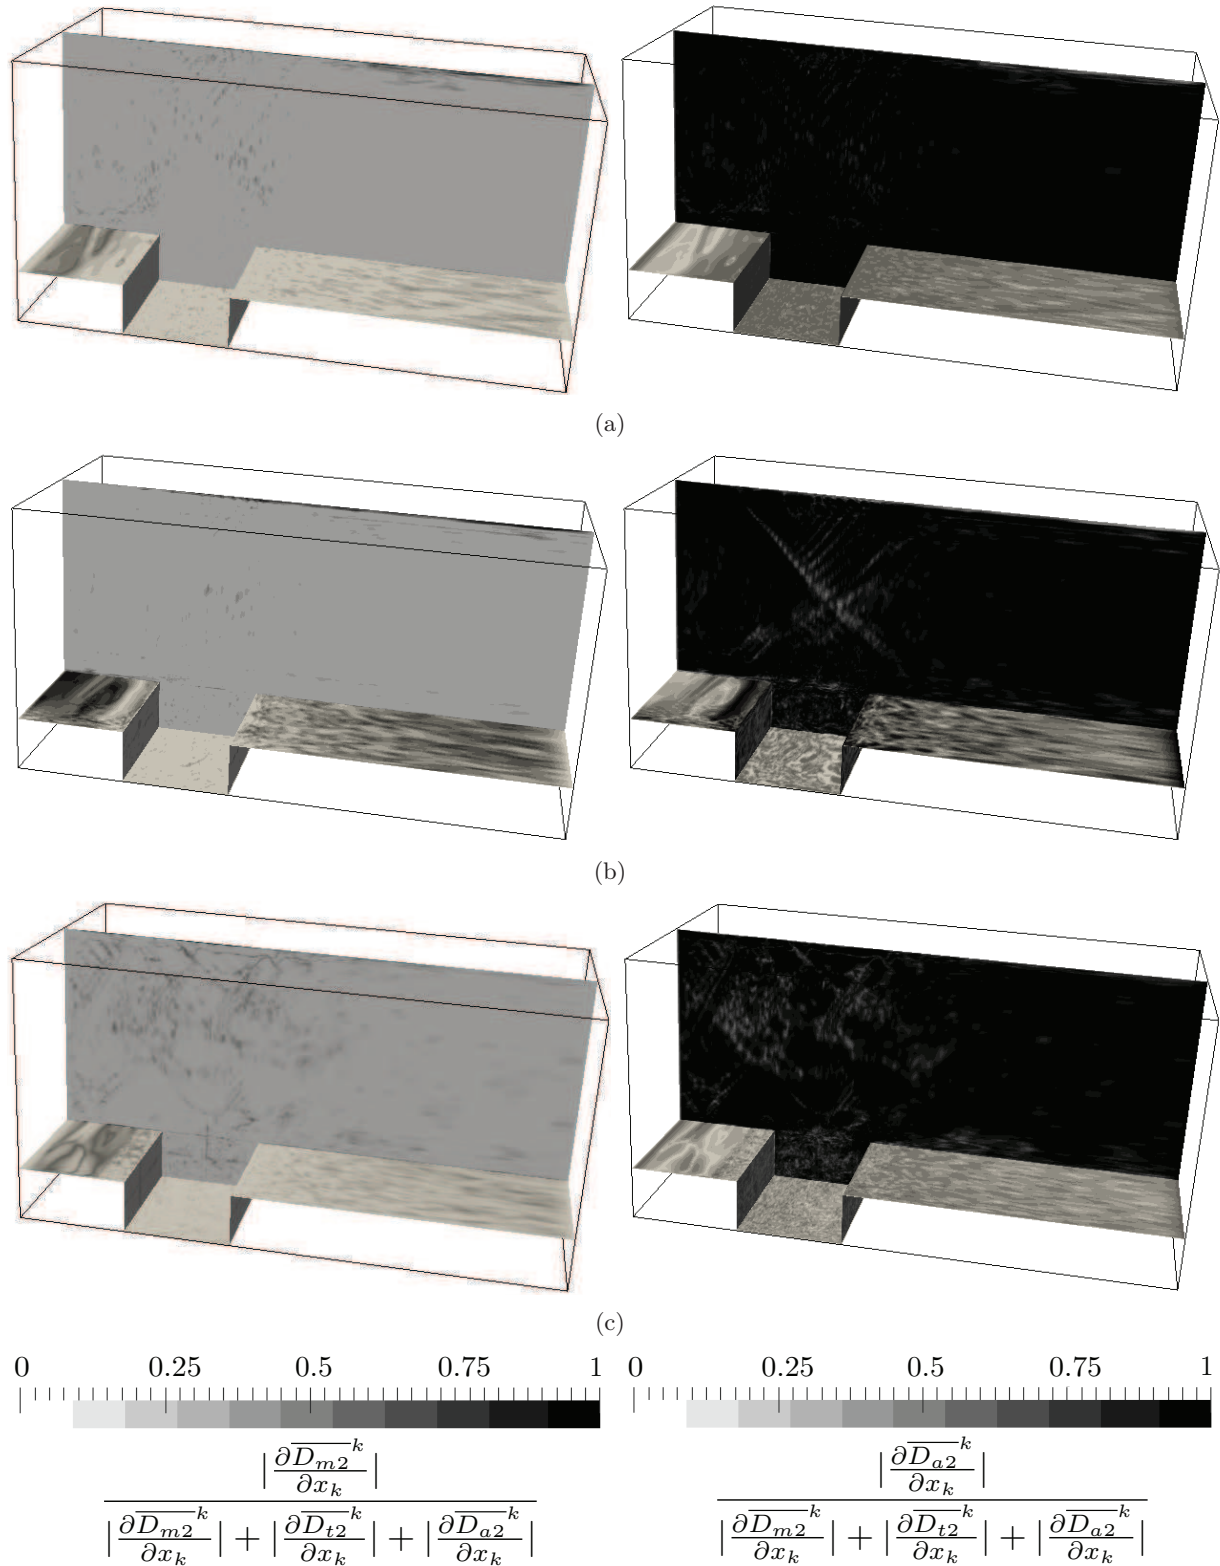 (a)
(b)
(c)
0 0.25 0.5 0.75 1
0 0.25 0.5 0.75 1
|∂D̅_{m2}^k/∂x_k| / (|∂D̅_{m2}^k/∂x_k| + |∂D̅_{t2}^k/∂x_k| + |∂D̅_{a2}^k/∂x_k|)
|∂D̅_{a2}^k/∂x_k| / (|∂D̅_{m2}^k/∂x_k| + |∂D̅_{t2}^k/∂x_k| + |∂D̅_{a2}^k/∂x_k|)